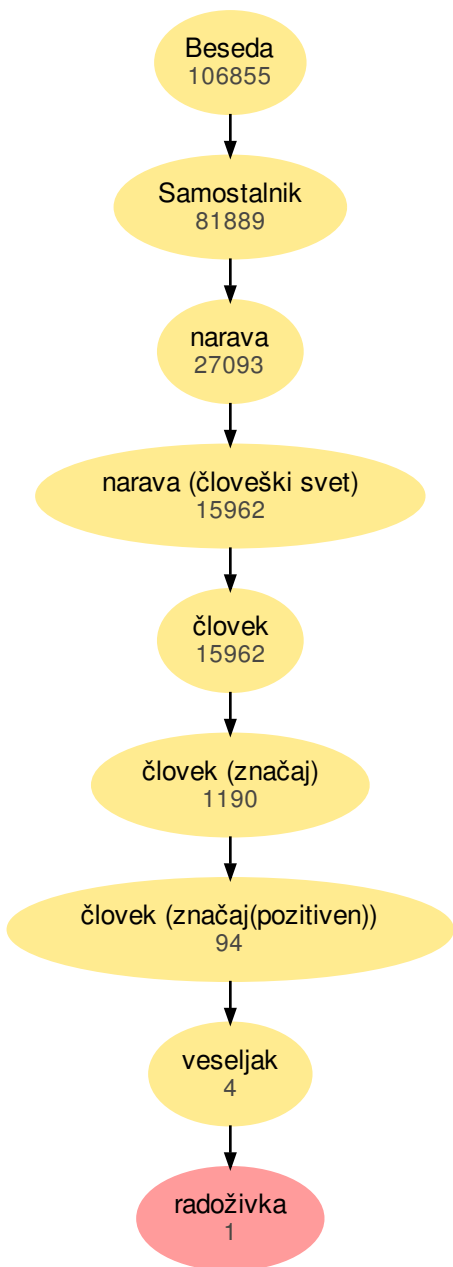 Beseda
106855
Samostalnik
81889
narava
27093
narava (človeški svet)
15962
človek
15962
človek (značaj)
1190
človek (značaj(pozitiven))
94
veseljak
4
radoživka
1